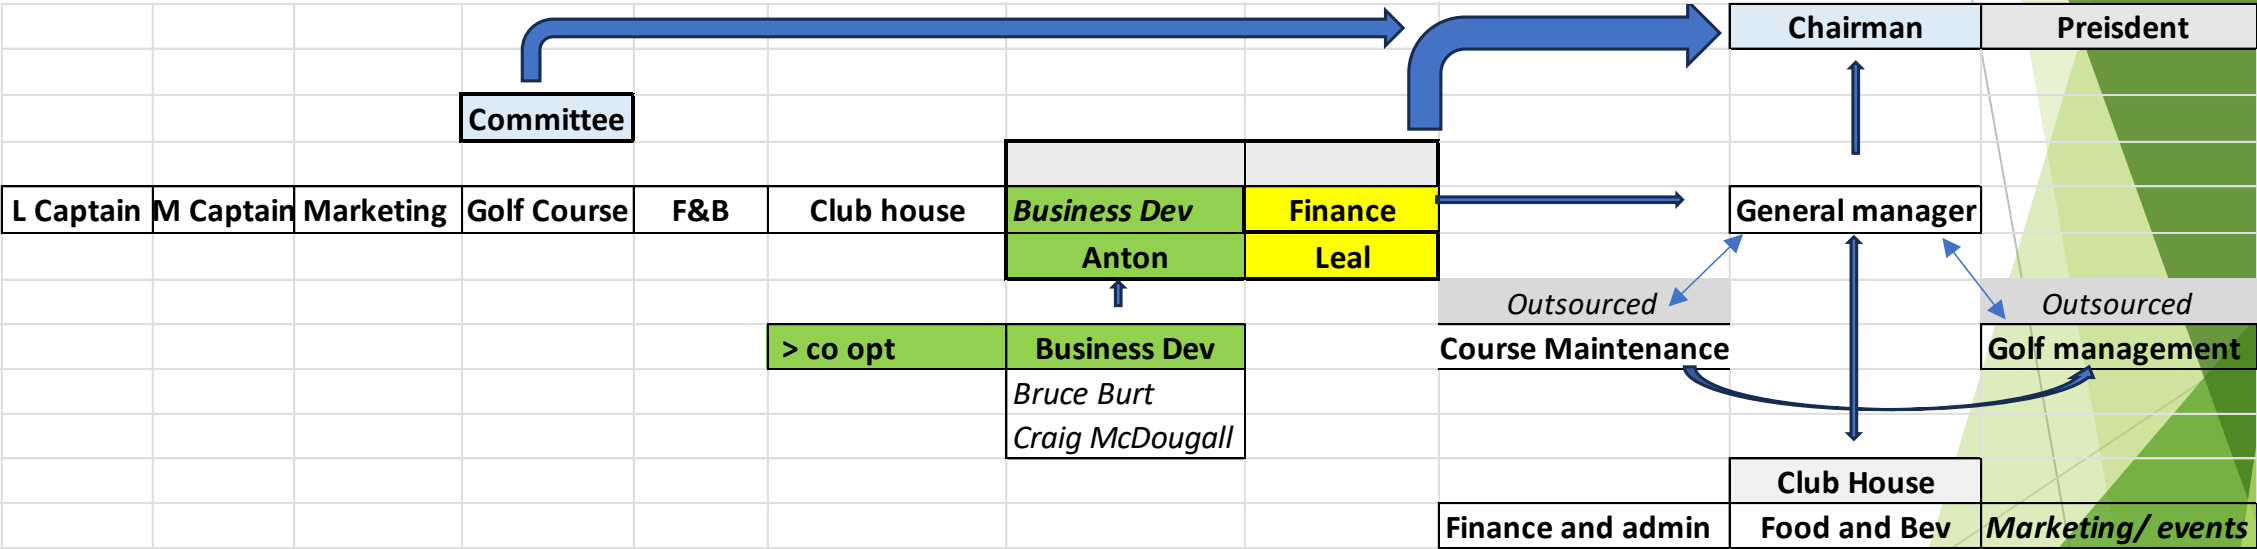 Chairman Preisdent
Committee
L Captain M Captain Marketing Golf Course F&B Club house Business Dev Finance General manager
Anton Leal
Outsourced Outsourced
> co opt Business Dev Course Maintenance Golf management
Bruce Burt
Craig McDougall
Club House
Finance and admin Food and Bev Marketing/ events